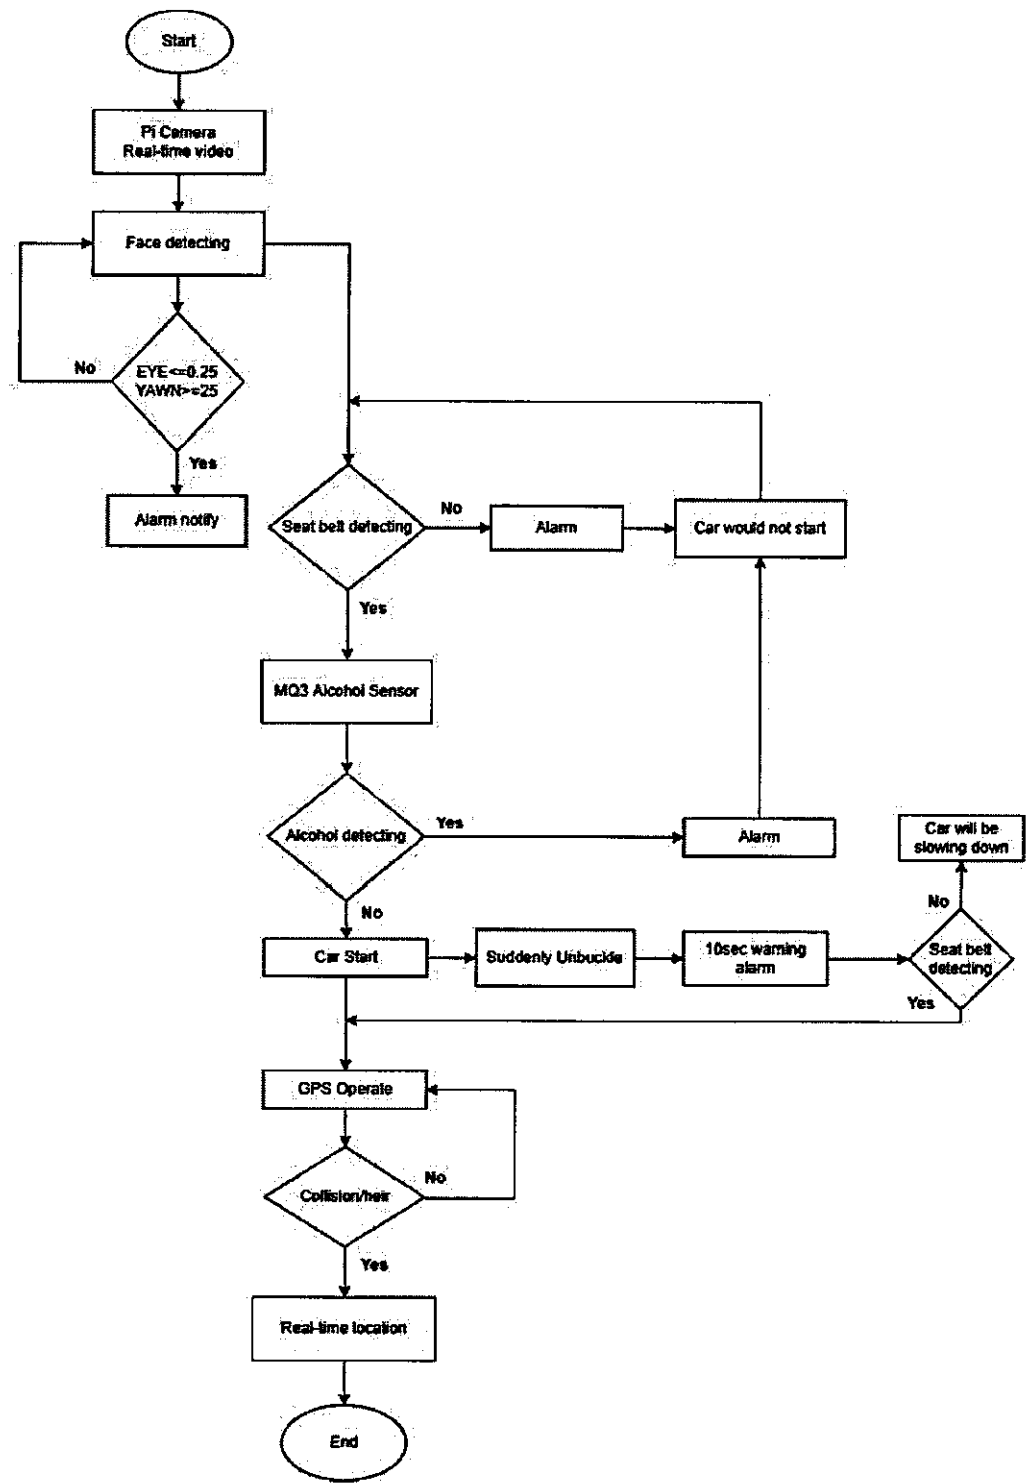 Start
Pi Camera
Real-time video
Face detecting
No
EYE<=0.25
YAWN>=25
Yes
Alarm notify
Seat belt detecting
No
Alarm
Car would not start
Yes
MQ3 Alcohol Sensor
Alcohol detecting
Yes
Alarm
Car will be
slowing down
No
No
Car Start
Suddenly Unbuckle
10sec warning
alarm
Seat belt
detecting
Yes
GPS Operate
Collision/heir
No
Yes
Real-time location
End